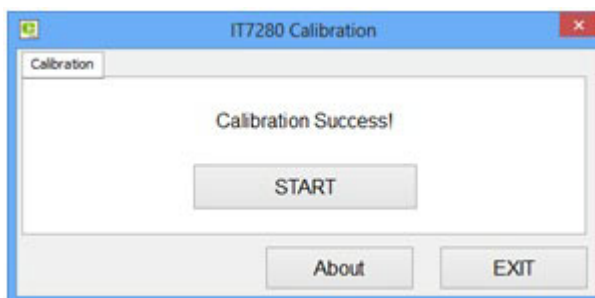 IT7280 Calibration
Calibration
Calibration Success!
START
About
EXIT